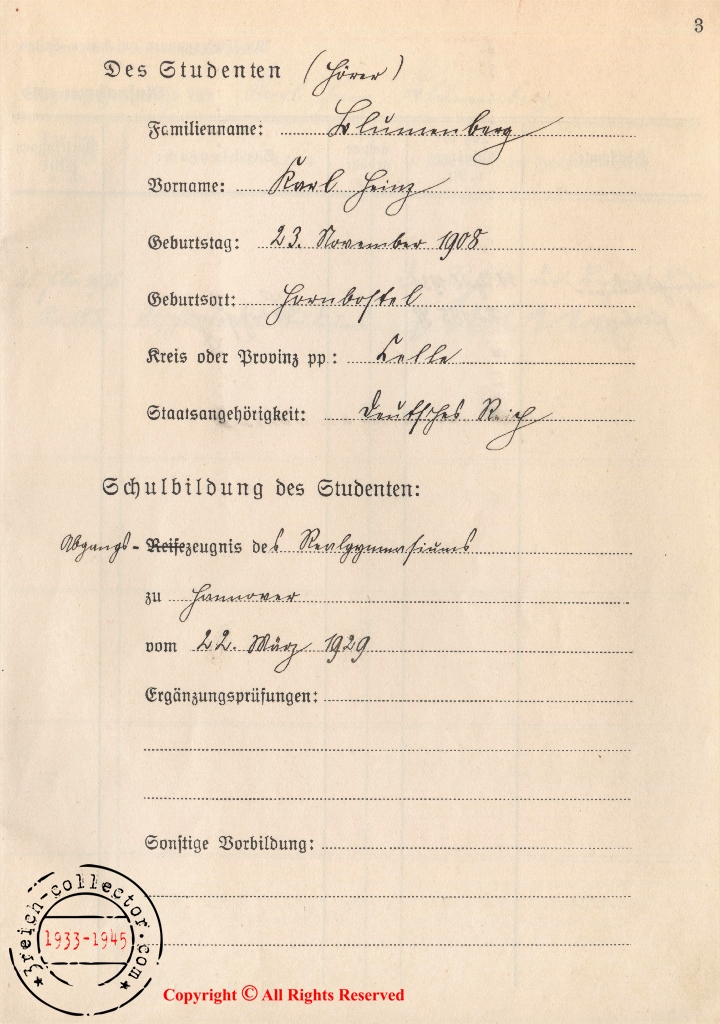 3
Des Studenten (Hörer)
Familienname: Blumenberg
Vorname: Karl Heinz
Geburtstag: 23. November 1908
Geburtsort: Hornbostel
Kreis oder Provinz pp: Celle
Staatsangehörigkeit: Deutsches Reich
Schulbildung des Studenten:
Abgangs- Reifezeugnis des Realgymnasiums
zu Hannover
vom 22. März 1929
Ergänzungsprüfungen:
Sonstige Vorbildung:
*3reich-collector.com*
1933-1945
Copyright © All Rights Reserved